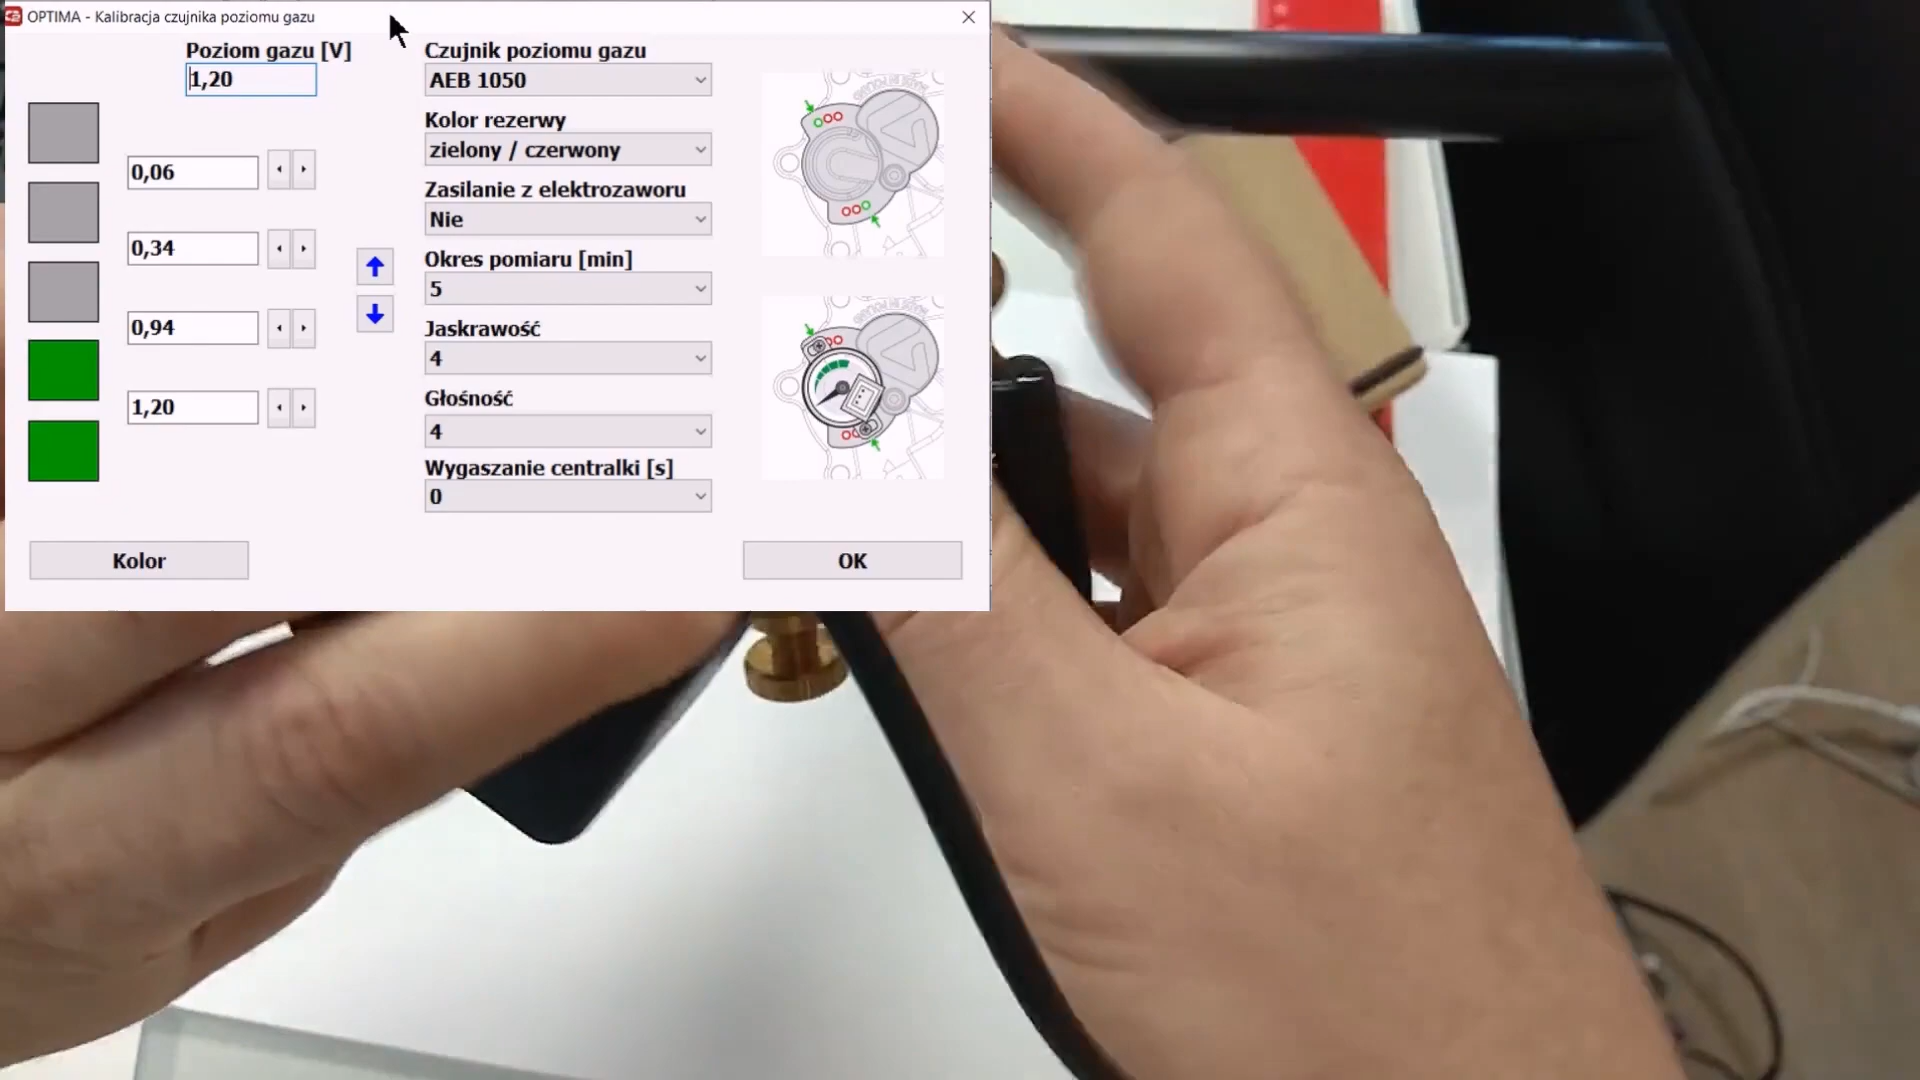 OPTIMA - Kalibracja czujnika poziomu gazu
Poziom gazu [V]
1,20
0,06
0,34
0,94
1,20
Kolor
Czujnik poziomu gazu
AEB 1050
Kolor rezerwy
zielony / czerwony
Zasilanie z elektrozaworu
Nie
Okres pomiaru [min]
5
Jaskrawość
4
Głośność
4
Wygaszanie centralki [s]
0
OK